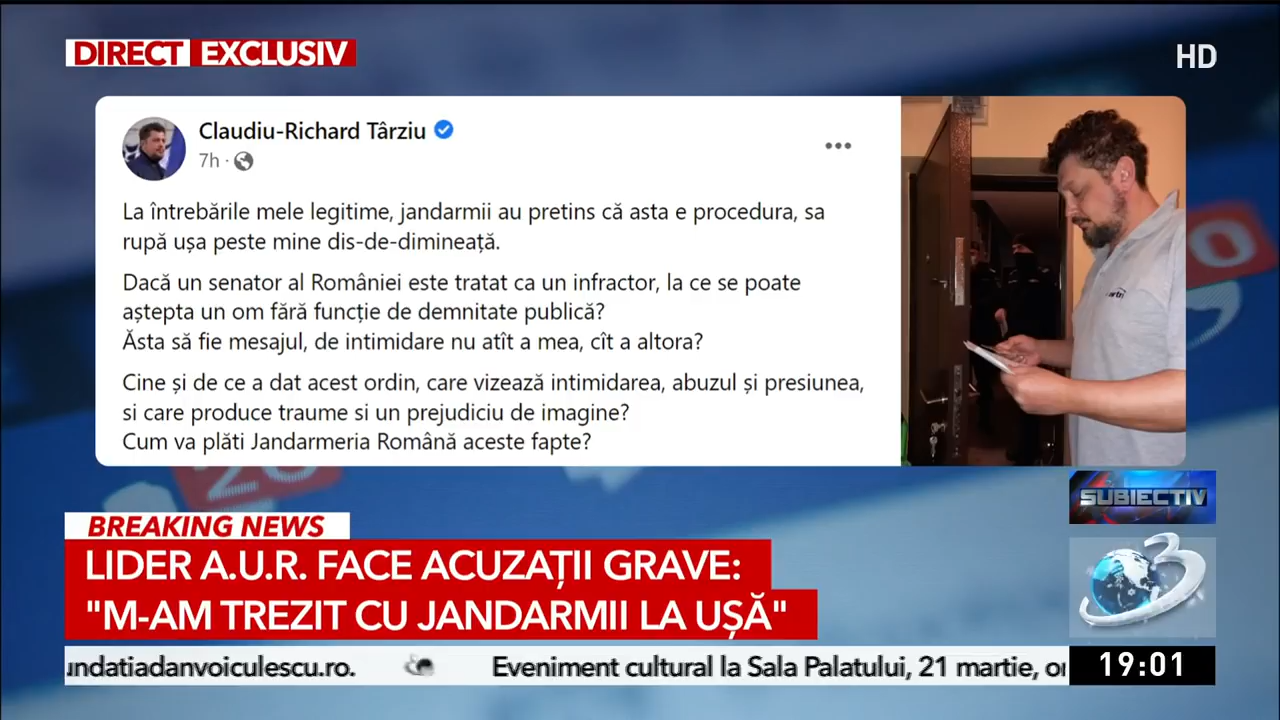 DIRECT EXCLUSIV
HD
Claudiu-Richard Târziu
7h
La întrebările mele legitime, jandarmii au pretins că asta e procedura, sa
rupă ușa peste mine dis-de-dimineață.
Dacă un senator al României este tratat ca un infractor, la ce se poate
aștepta un om fără funcție de demnitate publică?
Ăsta să fie mesajul, de intimidare nu atît a mea, cît a altora?
Cine și de ce a dat acest ordin, care vizează intimidarea, abuzul și presiunea,
si care produce traume si un prejudiciu de imagine?
Cum va plăti Jandarmeria Română aceste fapte?
SUBIECTIV
BREAKING NEWS
LIDER A.U.R. FACE ACUZAȚII GRAVE:
"M-AM TREZIT CU JANDARMII LA UȘĂ"
3
undatiadanvoiculescu.ro. Eveniment cultural la Sala Palatului, 21 martie, or
19:01